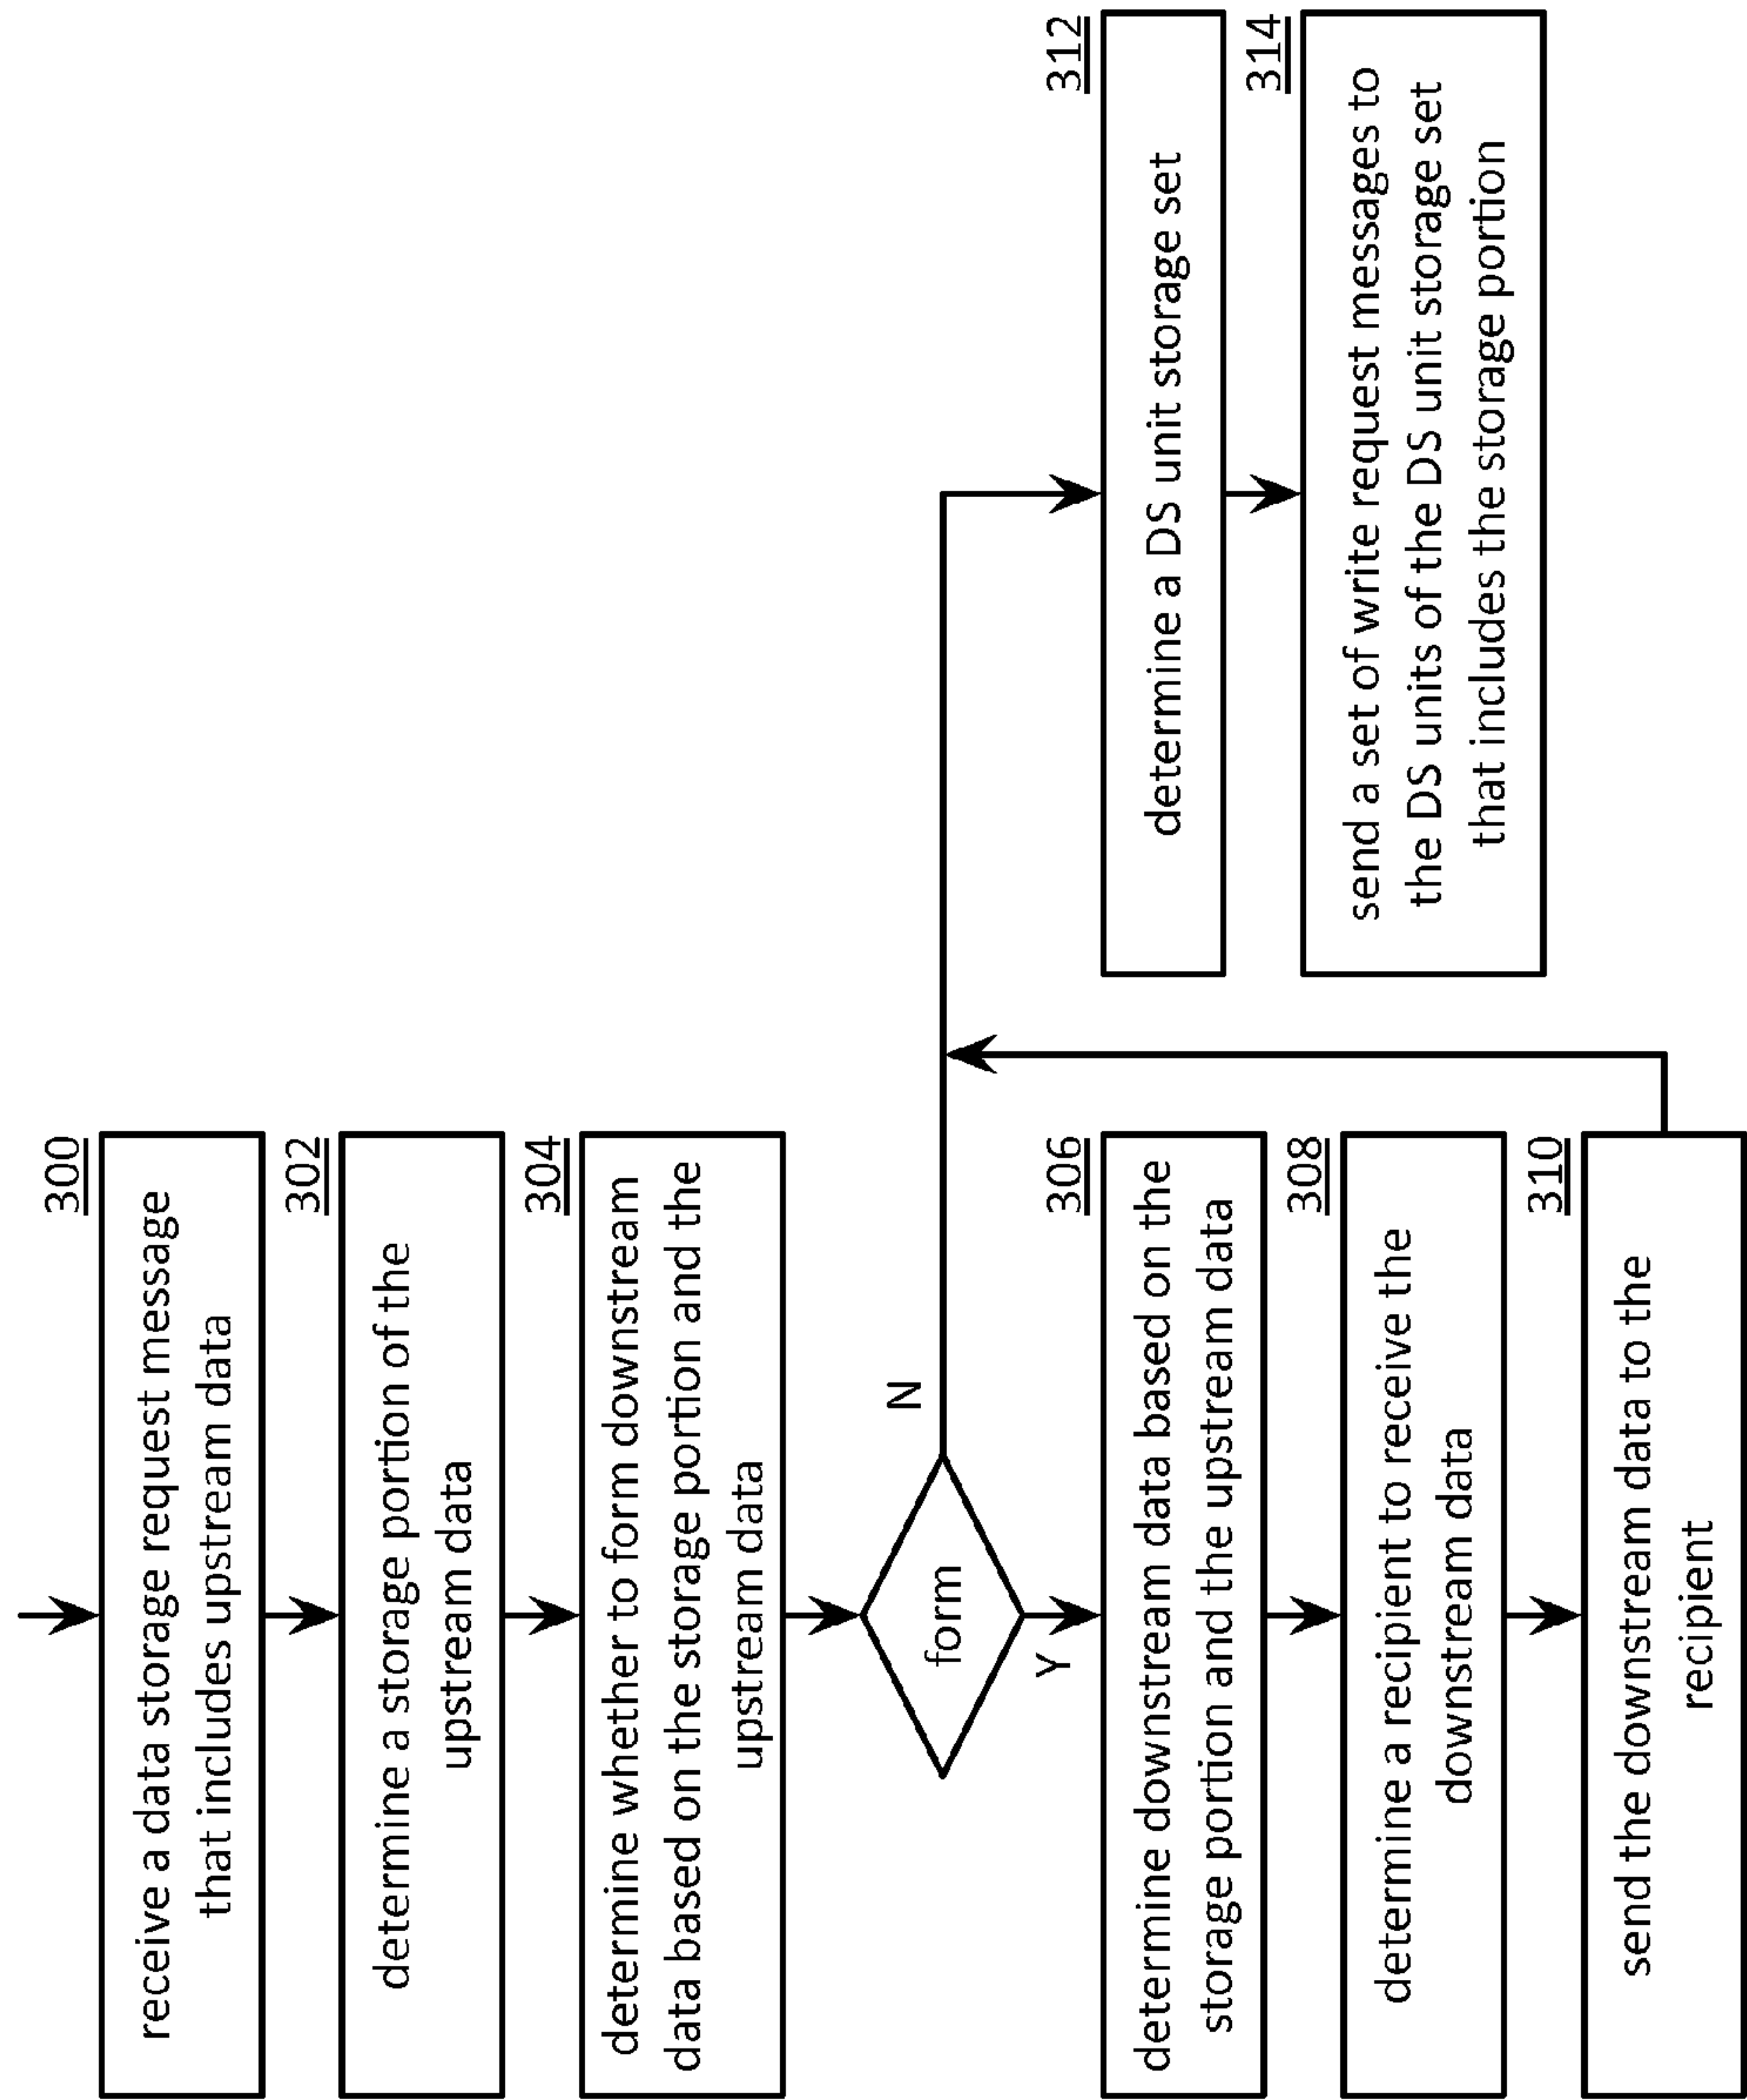 300
receive a data storage request message
that includes upstream data
302
determine a storage portion of the
upstream data
304
determine whether to form downstream
data based on the storage portion and the
upstream data
form
N
Y
306
determine downstream data based on the
storage portion and the upstream data
308
determine a recipient to receive the
downstream data
310
send the downstream data to the
recipient
312
determine a DS unit storage set
314
send a set of write request messages to
the DS units of the DS unit storage set
that includes the storage portion